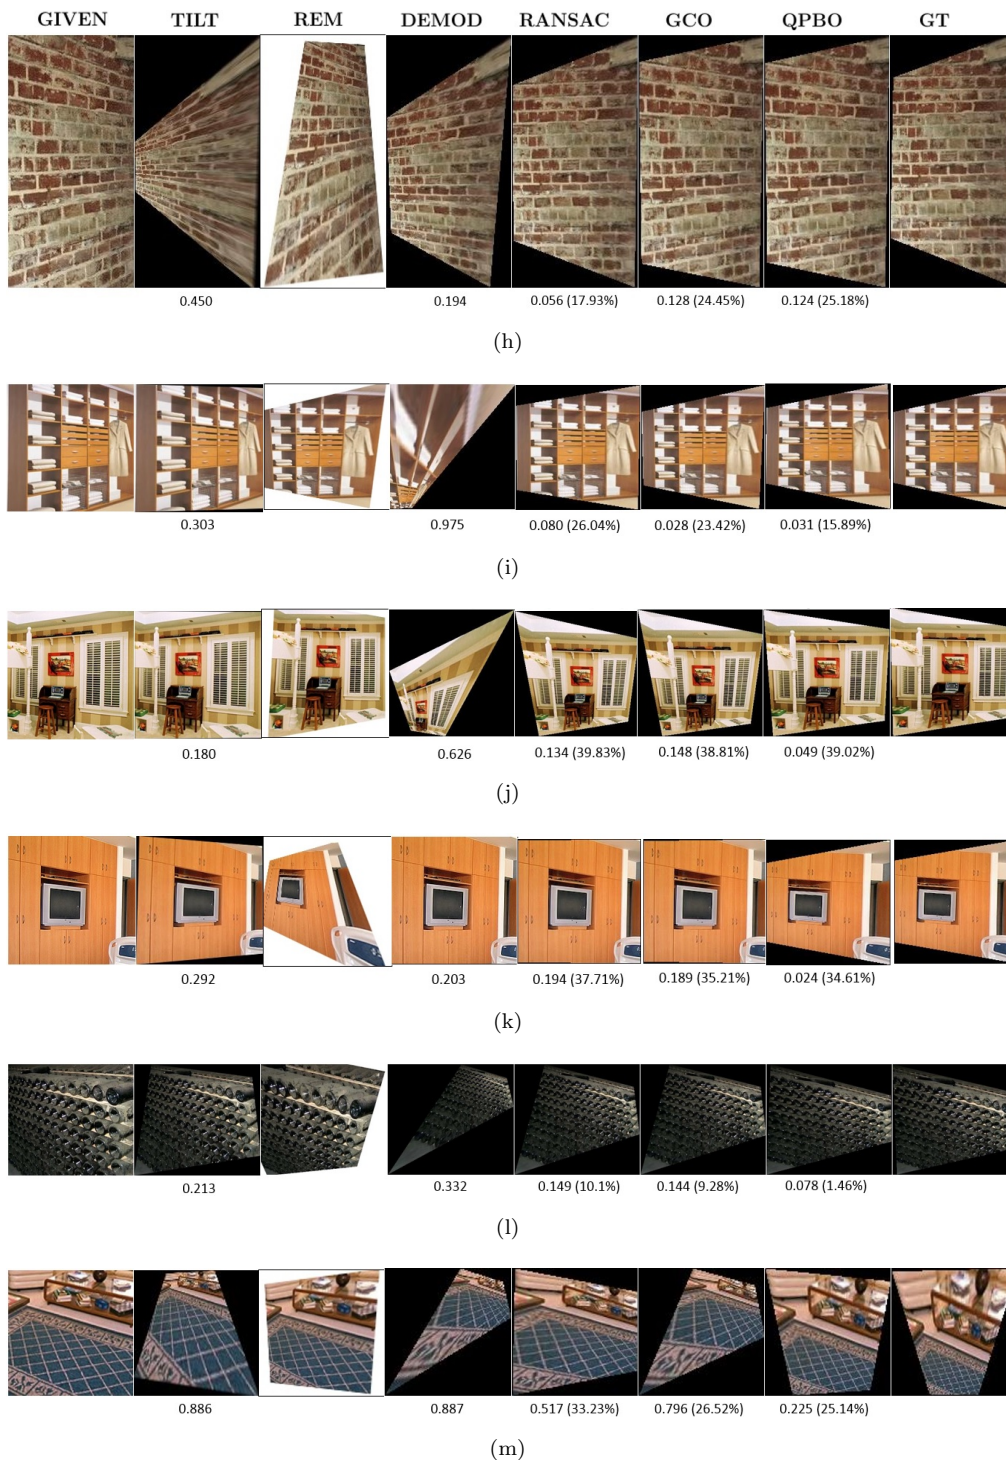 GIVEN TILT REM DEMOD RANSAC GCO QPBO GT
0.450 0.194 0.056 (17.93%) 0.128 (24.45%) 0.124 (25.18%)
(h)
0.303 0.975 0.080 (26.04%) 0.028 (23.42%) 0.031 (15.89%)
(i)
0.180 0.626 0.134 (39.83%) 0.148 (38.81%) 0.049 (39.02%)
(j)
0.292 0.203 0.194 (37.71%) 0.189 (35.21%) 0.024 (34.61%)
(k)
0.213 0.332 0.149 (10.1%) 0.144 (9.28%) 0.078 (1.46%)
(l)
0.886 0.887 0.517 (33.23%) 0.796 (26.52%) 0.225 (25.14%)
(m)